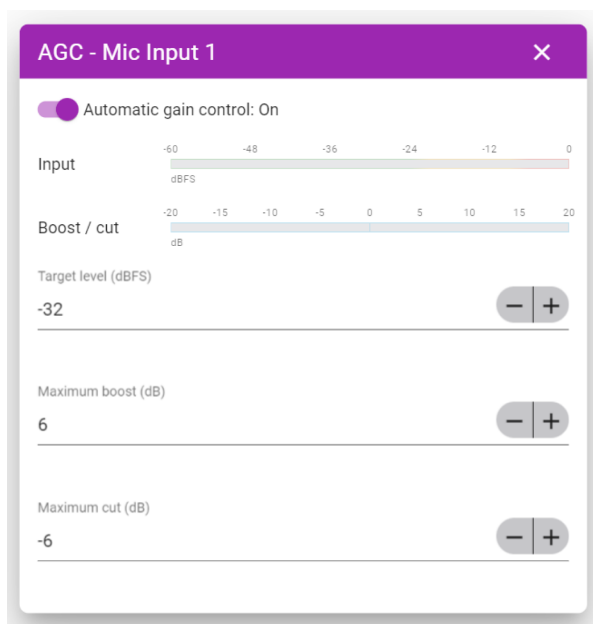 AGC - Mic Input 1
Automatic gain control: On
Input
-60 -48 -36 -24 -12 0
dBFS
Boost / cut
-20 -15 -10 -5 0 5 10 15 20
dB
Target level (dBFS)
-32
Maximum boost (dB)
6
Maximum cut (dB)
-6